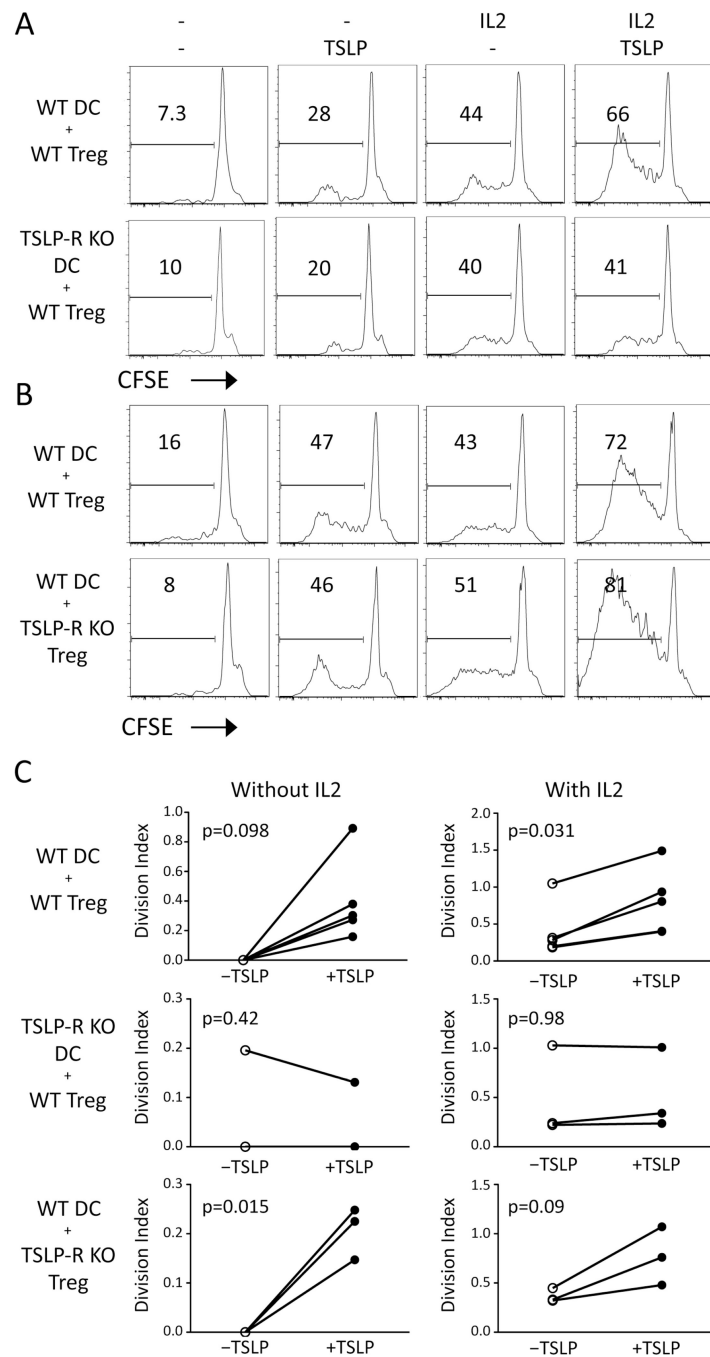 A
- - IL2 IL2
- TSLP - TSLP
WT DC
+
WT Treg
7.3 28 44 66
TSLP-R KO
DC
+
WT Treg
10 20 40 41
CFSE
B
WT DC
+
WT Treg
16 47 43 72
WT DC
+
TSLP-R KO
Treg
8 46 51 81
CFSE
C
Without IL2 With IL2
WT DC
+
WT Treg
Division Index
1.0
0.8
0.6
0.4
0.2
0.0
p=0.098
−TSLP +TSLP
Division Index
2.0
1.5
1.0
0.5
0.0
p=0.031
−TSLP +TSLP
TSLP-R KO
DC
+
WT Treg
Division Index
0.3
0.2
0.1
0.0
p=0.42
−TSLP +TSLP
Division Index
1.5
1.0
0.5
0.0
p=0.98
−TSLP +TSLP
WT DC
+
TSLP-R KO
Treg
Division Index
0.3
0.2
0.1
0.0
p=0.015
−TSLP +TSLP
Division Index
1.5
1.0
0.5
0.0
p=0.09
−TSLP +TSLP